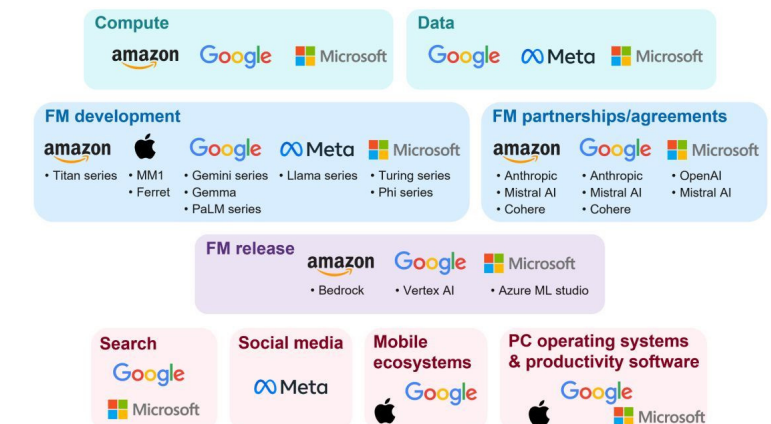 Compute
amazon Google Microsoft
Data
Google Meta Microsoft
FM development
amazon Google Meta Microsoft
• Titan series • MM1 • Gemini series • Llama series • Turing series
• Ferret • Gemma • Phi series
• PaLM series
FM partnerships/agreements
amazon Google Microsoft
• Anthropic • Anthropic • OpenAI
• Mistral AI • Mistral AI • Mistral AI
• Cohere • Cohere
FM release
amazon Google Microsoft
• Bedrock • Vertex AI • Azure ML studio
Search
Google
Microsoft
Social media
Meta
Mobile
ecosystems
Google
PC operating systems
& productivity software
Google
Microsoft